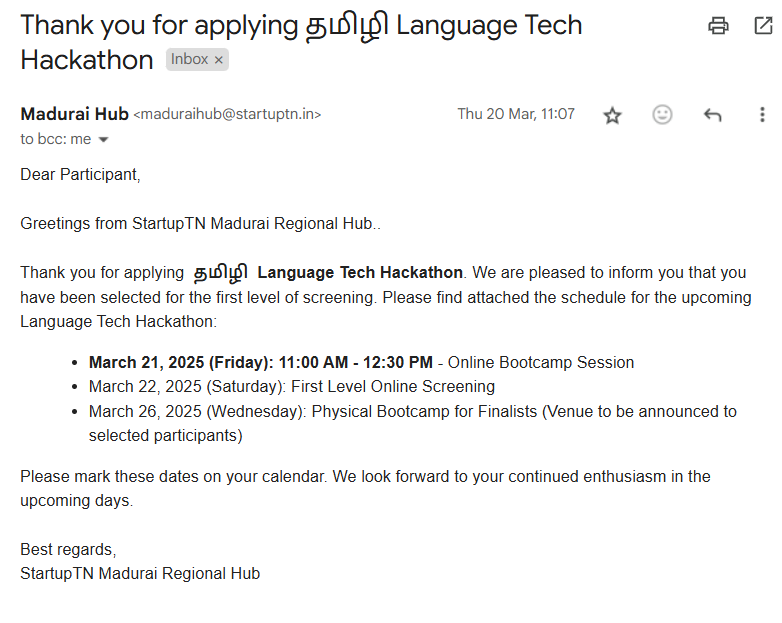 Thank you for applying தமிழி Language Tech
Hackathon Inbox ×
Madurai Hub <maduraihub@startuptn.in> Thu 20 Mar, 11:07
to bcc: me
Dear Participant,
Greetings from StartupTN Madurai Regional Hub..
Thank you for applying தமிழி Language Tech Hackathon. We are pleased to inform you that you
have been selected for the first level of screening. Please find attached the schedule for the upcoming
Language Tech Hackathon:
• March 21, 2025 (Friday): 11:00 AM - 12:30 PM - Online Bootcamp Session
• March 22, 2025 (Saturday): First Level Online Screening
• March 26, 2025 (Wednesday): Physical Bootcamp for Finalists (Venue to be announced to
selected participants)
Please mark these dates on your calendar. We look forward to your continued enthusiasm in the
upcoming days.
Best regards,
StartupTN Madurai Regional Hub